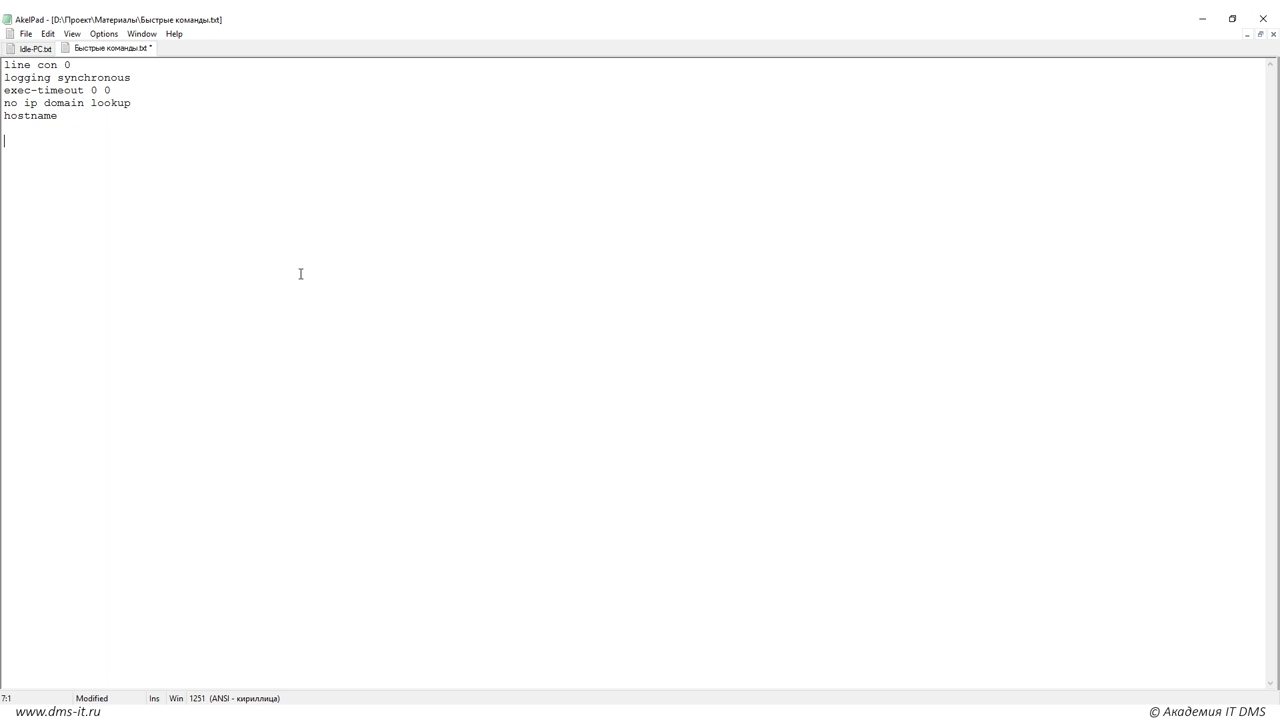 AkelPad - [D:\Проект\Материалы\Быстрые команды.txt]
File Edit View Options Window Help
Idle-PC.txt Быстрые команды.txt *
line con 0
logging synchronous
exec-timeout 0 0
no ip domain lookup
hostname
7:1 Modified Ins Win 1251 (ANSI - кириллица)
www.dms-it.ru © Академия IT DMS